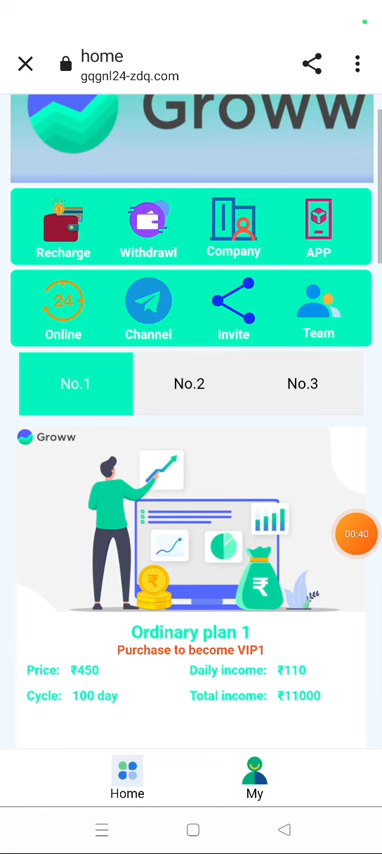 home
gqgnl24-zdq.com
Groww
Recharge
Withdrawl
Company
APP
24
Online
Channel
Invite
Team
No.1
No.2
No.3
Groww
₹
₹
00:40
Ordinary plan 1
Purchase to become VIP1
Price: ₹450
Daily income: ₹110
Cycle: 100 day
Total income: ₹11000
Home
My